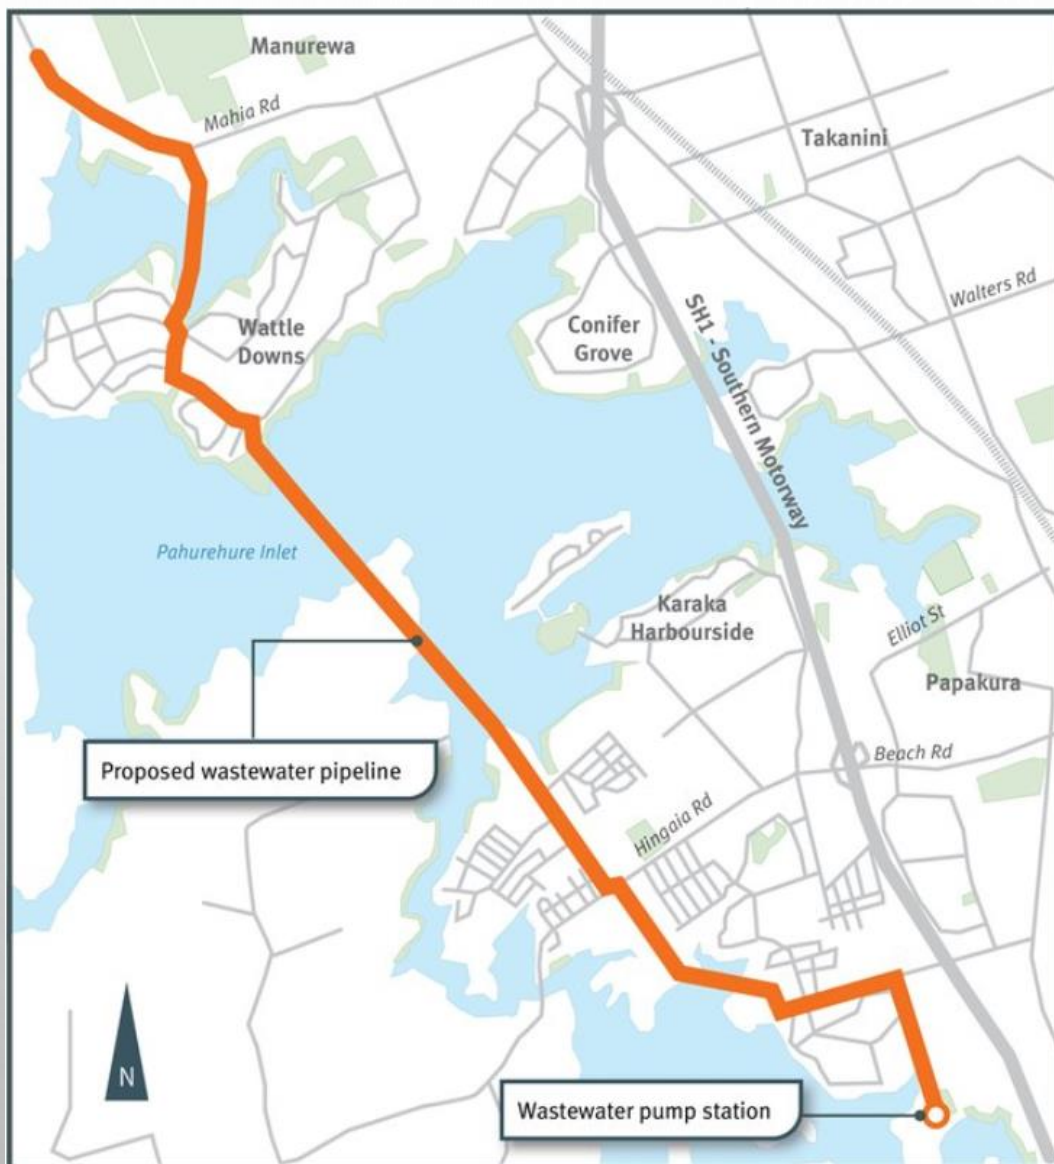 Manurewa
Mahia Rd
Takanini
Walters Rd
SH1 - Southern Motorway
Wattle
Downs
Conifer
Grove
Pahurehure Inlet
Karaka
Harbourside
Elliot St
Papakura
Beach Rd
Proposed wastewater pipeline
Hingaia Rd
N
Wastewater pump station